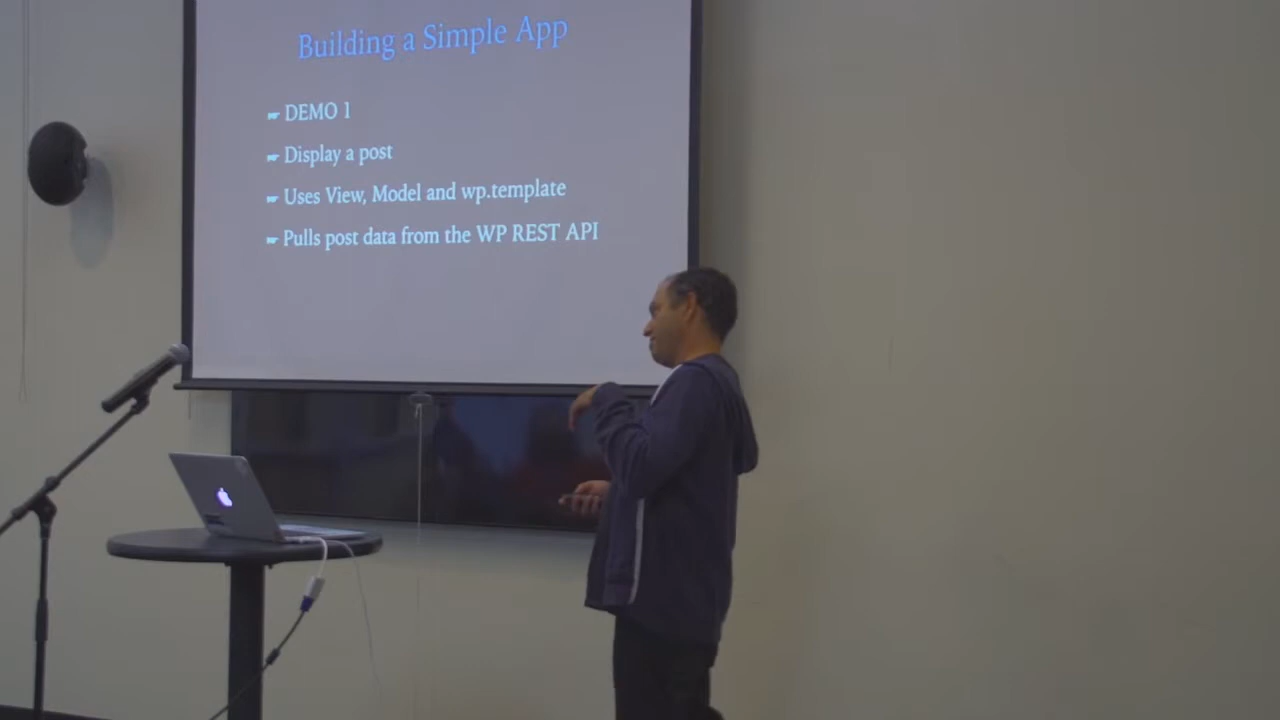 Building a Simple App
DEMO 1
Display a post
Uses View, Model and wp.template
Pulls post data from the WP REST API